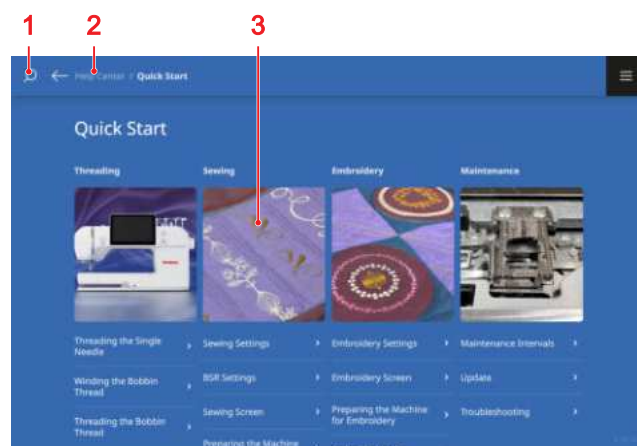 1 2 3
Help Center / Quick Start
Quick Start
Threading Sewing Embroidery Maintenance
Threading the Single Needle
Sewing Settings
Embroidery Settings
Maintenance Intervals
Winding the Bobbin Thread
BSR Settings
Embroidery Screen
Update
Threading the Bobbin Thread
Sewing Screen
Preparing the Machine for Embroidery
Troubleshooting
Preparing the Machine